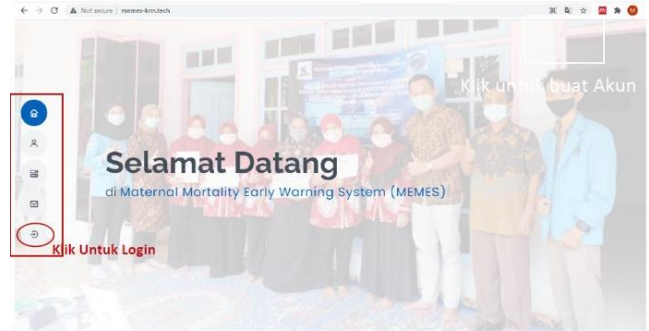 Not secure | memes-knn.tech
Klik untuk buat Akun
Selamat Datang
di Maternal Mortality Early Warning System (MEMES)
Klik Untuk Login